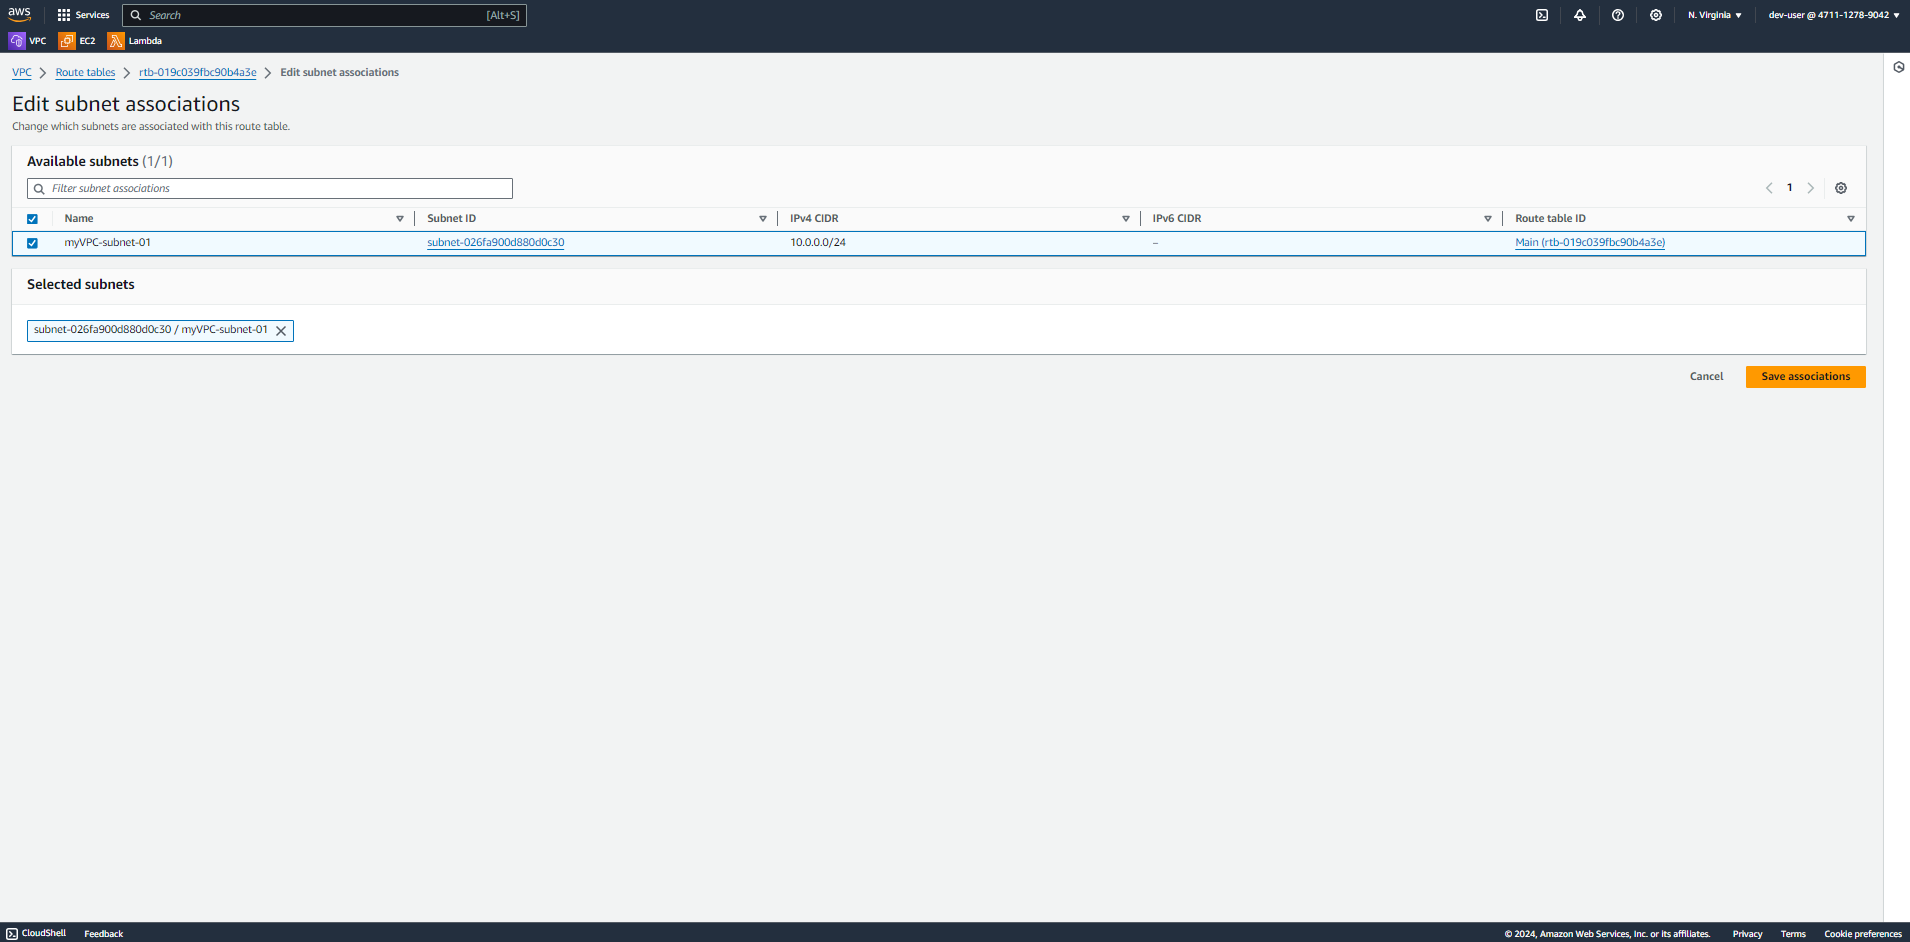 aws Services Search [Alt+S] N. Virginia dev-user @ 4711-1278-9042
VPC EC2 Lambda
VPC Route tables rtb-019c039fbc90b4a3e Edit subnet associations
Edit subnet associations
Change which subnets are associated with this route table.
Available subnets (1/1)
Filter subnet associations 1
Name Subnet ID IPv4 CIDR IPv6 CIDR Route table ID
myVPC-subnet-01 subnet-026fa900d880d0c30 10.0.0.0/24 – Main (rtb-019c039fbc90b4a3e)
Selected subnets
subnet-026fa900d880d0c30 / myVPC-subnet-01
Cancel Save associations
CloudShell Feedback © 2024, Amazon Web Services, Inc. or its affiliates. Privacy Terms Cookie preferences